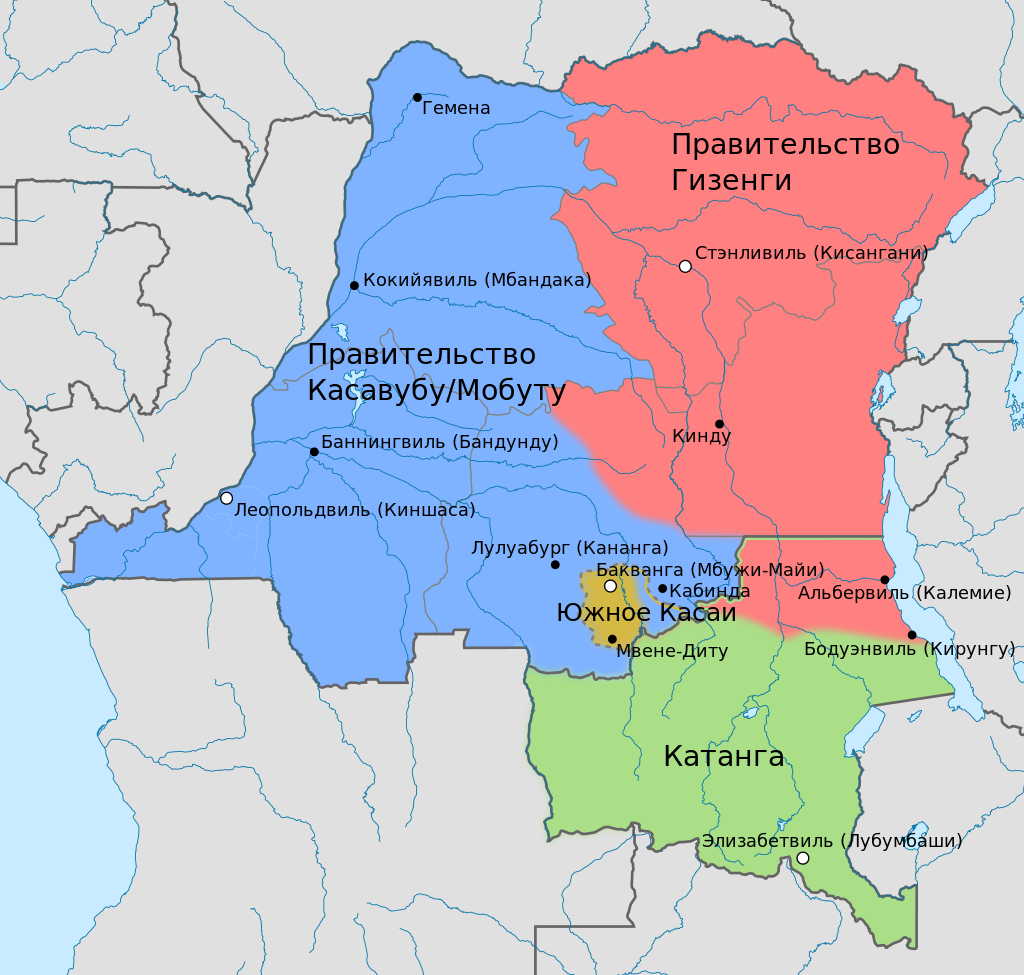 Гемена
Правительство
Гизенги
Стэнливиль (Кисангани)
Кокийявиль (Мбандака)
Правительство
Касавубу/Мобуту
Баннингвиль (Бандунду)
Кинду
Леопольдвиль (Киншаса)
Лулуабург (Кананга)
Бакванга (Мбужи-Майи)
Кабинда
Альбервиль (Калемие)
Южное Касаи
Мвене-Диту
Бодуэнвиль (Кирунгу)
Катанга
Элизабетвиль (Лубумбаши)